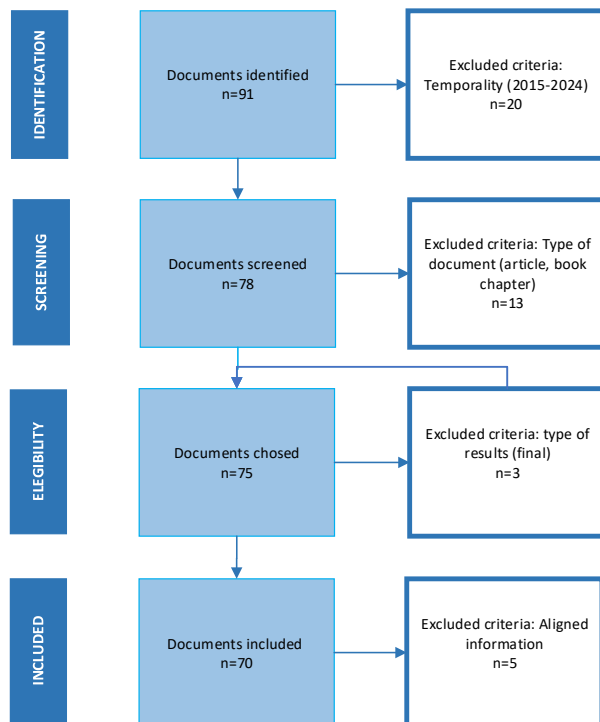 IDENTIFICATION
Documents identified
n=91
Excluded criteria:
Temporality (2015-2024)
n=20
SCREENING
Documents screened
n=78
Excluded criteria: Type of
document (article, book
chapter)
n=13
ELEGIBILITY
Documents chosed
n=75
Excluded criteria: type of
results (final)
n=3
INCLUDED
Documents included
n=70
Excluded criteria: Aligned
information
n=5